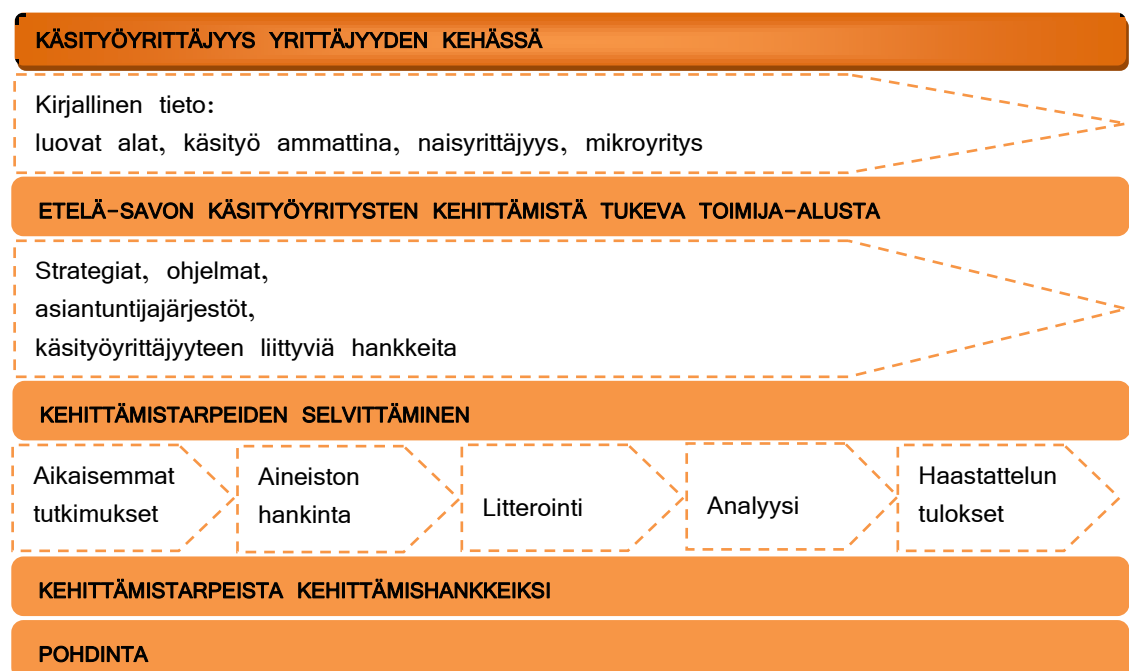 KÄSITYÖYRITTÄJYYS YRITTÄJYYDEN KEHÄSSÄ
Kirjallinen tieto:
luovat alat, käsityö ammattina, naisyrittäjyys, mikroyritys
ETELÄ-SAVON KÄSITYÖYRITYSTEN KEHITTÄMISTÄ TUKEVA TOIMIJA-ALUSTA
Strategiat, ohjelmat,
asiantuntijajärjestöt,
käsityöyrittäjyyteen liittyviä hankkeita
KEHITTÄMISTARPEIDEN SELVITTÄMINEN
Aikaisemmat
tutkimukset
Aineiston
hankinta
Litterointi
Analyysi
Haastattelun
tulokset
KEHITTÄMISTARPEISTA KEHITTÄMISHANKKEIKSI
POHDINTA